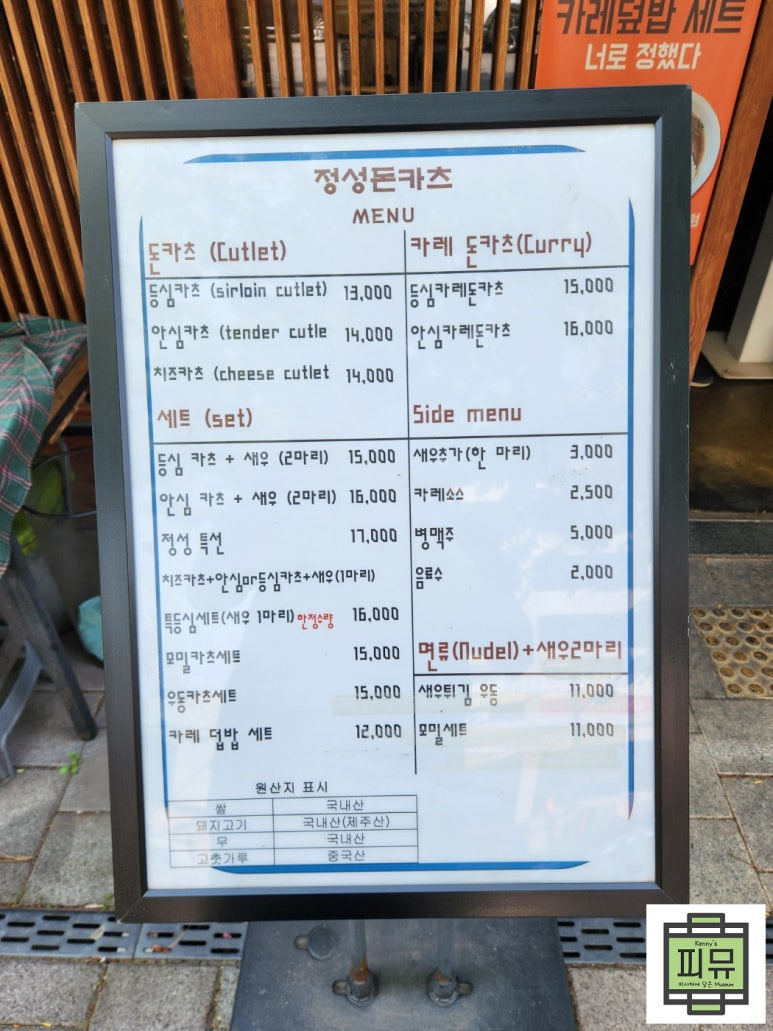 카레덮밥 세트
너로 정했다
정성돈카츠
MENU
돈카츠 (Cutlet)
등심카츠 (sirloin cutlet) 13,000
안심카츠 (tender cutle 14,000
치즈카츠 (cheese cutlet 14,000
세트 (set)
등심 카츠 + 새우 (2마리) 15,000
안심 카츠 + 새우 (2마리) 16,000
정성 특선 17,000
치즈카츠+안심or등심카츠+새우(1마리)
특등심세트(새우 1마리)한정수량 16,000
모밀카츠세트 15,000
우동카츠세트 15,000
카레 덥밥 세트 12,000
카레 돈카츠(Curry)
등심카레돈카츠 15,000
안심카레돈카츠 16,000
Side menu
새우추가(한 마리) 3,000
카레소스 2,500
병맥주 5,000
음료수 2,000
면류(Nudel)+새우2마리
새우튀김 우동 11,000
모밀세트 11,000
원산지 표시
쌀 국내산
돼지고기 국내산(제주산)
무 국내산
고춧가루 중국산
Kenny's
피뮤
피사체에 담은 Museum